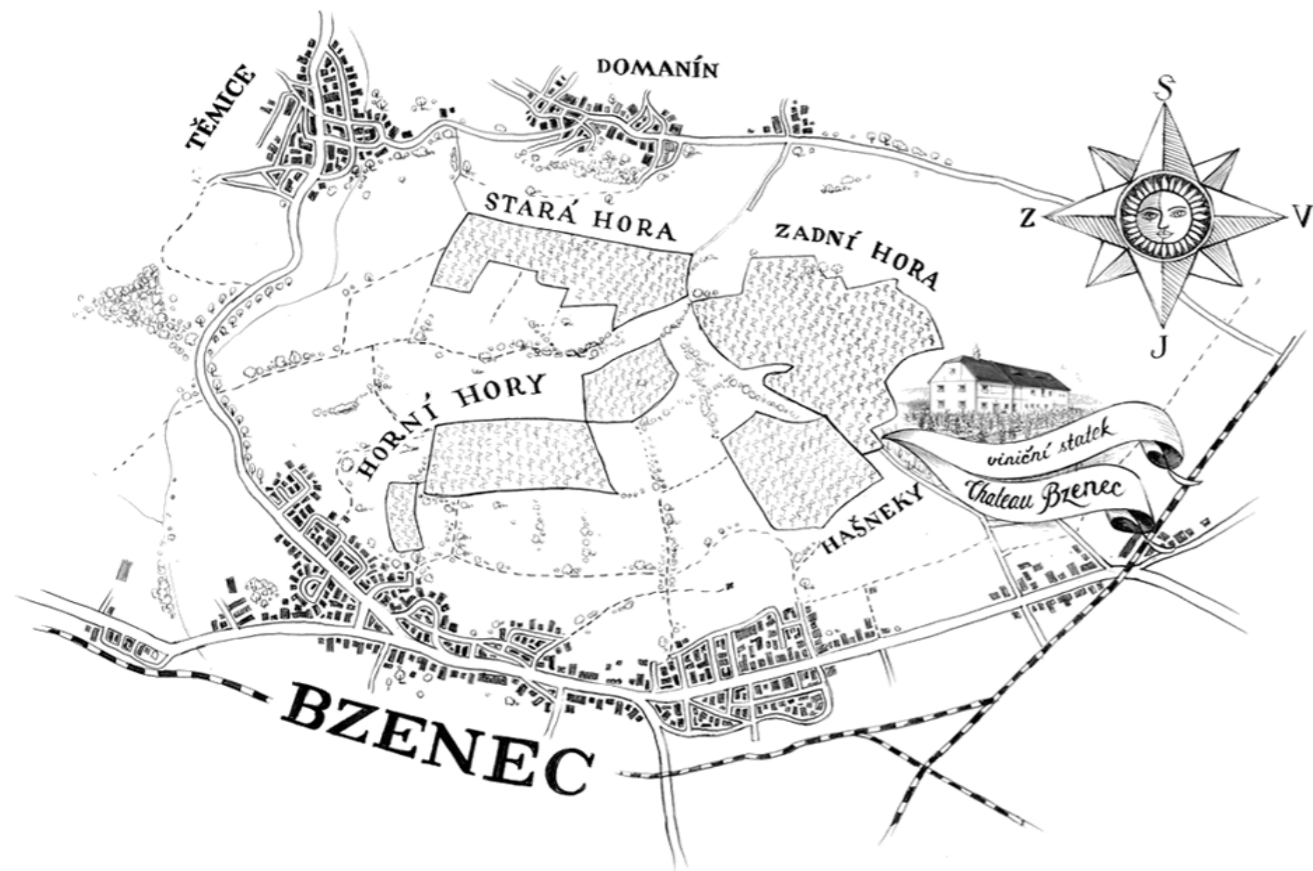 TĚMICE
DOMANÍN
S
Z
V
J
STARÁ HORA
ZADNÍ HORA
HORNÍ HORY
viniční statek
Chateau Bzenec
HAŠNEKY
BZENEC